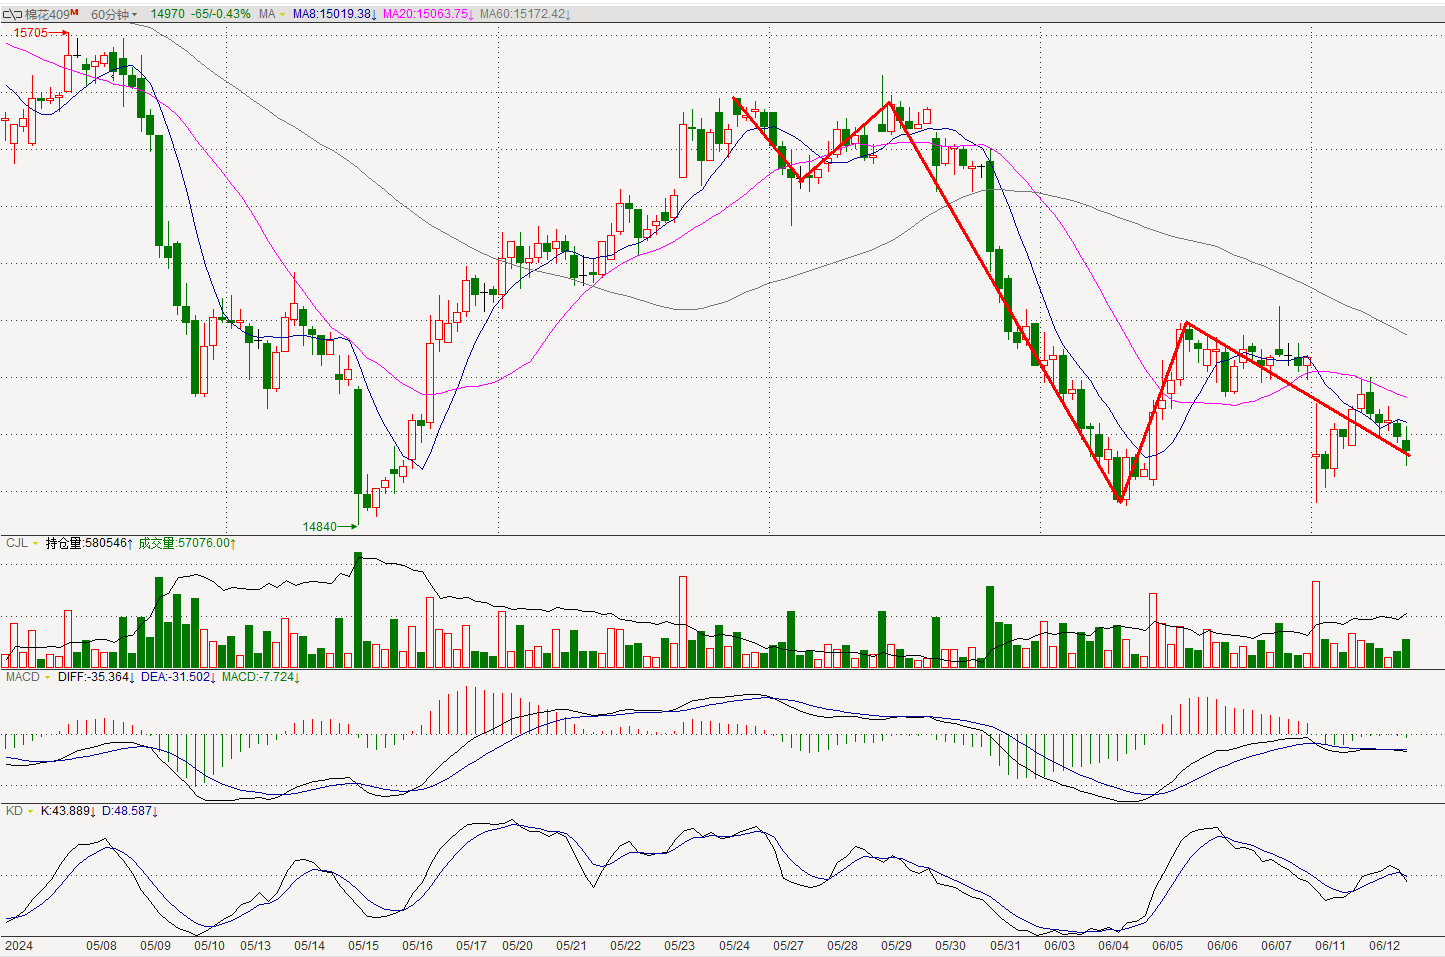 棉花409M 60分钟 14970 -65/-0.43% MA MA8:15019.38↓ MA20:15063.75↓ MA60:15172.42↓
15705
14840
CJL 持仓量:580546↑ 成交量:57076.00↑
MACD DIFF:-35.364↓ DEA:-31.502↓ MACD:-7.724↓
KD K:43.889↓ D:48.587↓
2024 05/08 05/09 05/10 05/13 05/14 05/15 05/16 05/17 05/20 05/21 05/22 05/23 05/24 05/27 05/28 05/29 05/30 05/31 06/03 06/04 06/05 06/06 06/07 06/11 06/12